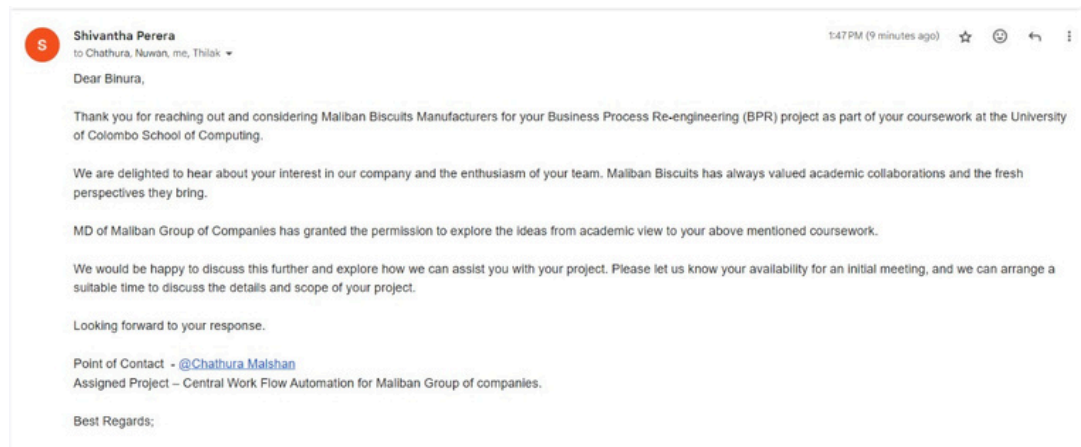 S
Shivantha Perera
1:47 PM (9 minutes ago)
to Chathura, Nuwan, me, Thilak
Dear Binura,
Thank you for reaching out and considering Maliban Biscuits Manufacturers for your Business Process Re-engineering (BPR) project as part of your coursework at the University
of Colombo School of Computing.
We are delighted to hear about your interest in our company and the enthusiasm of your team. Maliban Biscuits has always valued academic collaborations and the fresh
perspectives they bring.
MD of Maliban Group of Companies has granted the permission to explore the ideas from academic view to your above mentioned coursework.
We would be happy to discuss this further and explore how we can assist you with your project. Please let us know your availability for an initial meeting, and we can arrange a
suitable time to discuss the details and scope of your project.
Looking forward to your response.
Point of Contact - @Chathura Malshan
Assigned Project – Central Work Flow Automation for Maliban Group of companies.
Best Regards;